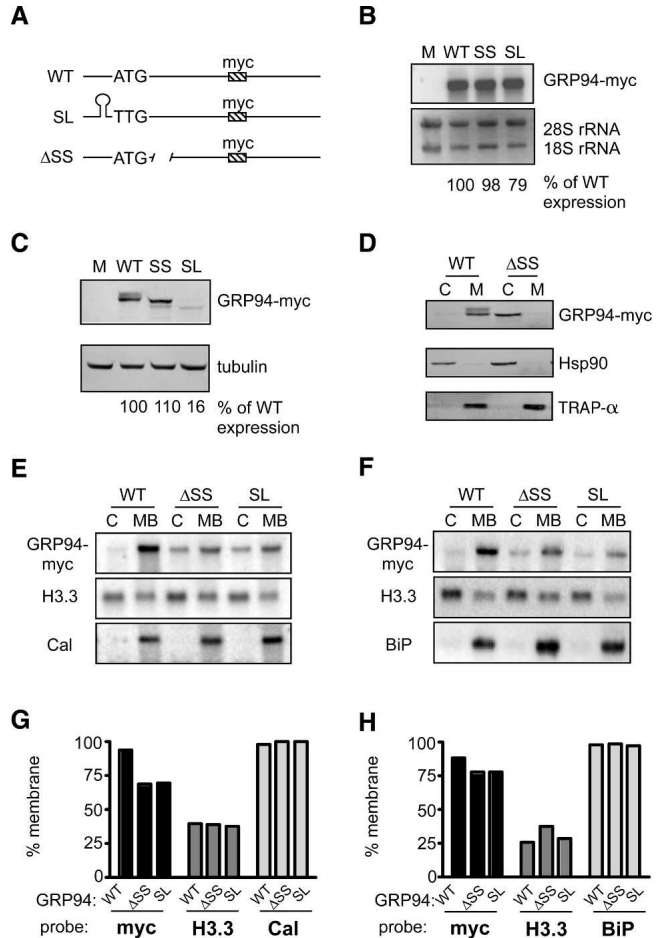 A
myc
WT ATG
myc
SL TTG
myc
ΔSS ATG
B
M WT SS SL
GRP94-myc
28S rRNA
18S rRNA
100 98 79 % of WT
expression
C
M WT SS SL
GRP94-myc
tubulin
100 110 16 % of WT
expression
D
WT ΔSS
C M C M
GRP94-myc
Hsp90
TRAP-α
E
WT ΔSS SL
C MB C MB C MB
GRP94-
myc
H3.3
Cal
F
WT ΔSS SL
C MB C MB C MB
GRP94-
myc
H3.3
BiP
G
100
75
50
25
0
% membrane
GRP94: WT ΔSS SL WT ΔSS SL WT ΔSS SL
probe: myc H3.3 Cal
H
100
75
50
25
0
% membrane
GRP94: WT ΔSS SL WT ΔSS SL WT ΔSS SL
probe: myc H3.3 BiP